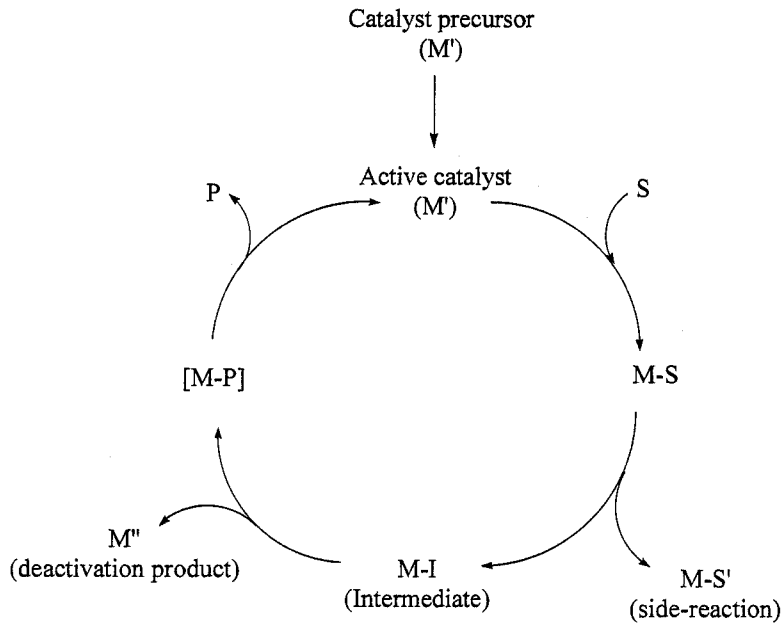 Catalyst precursor
(M')
Active catalyst
(M')
P
S
[M-P]
M-S
M"
(deactivation product)
M-I
(Intermediate)
M-S'
(side-reaction)